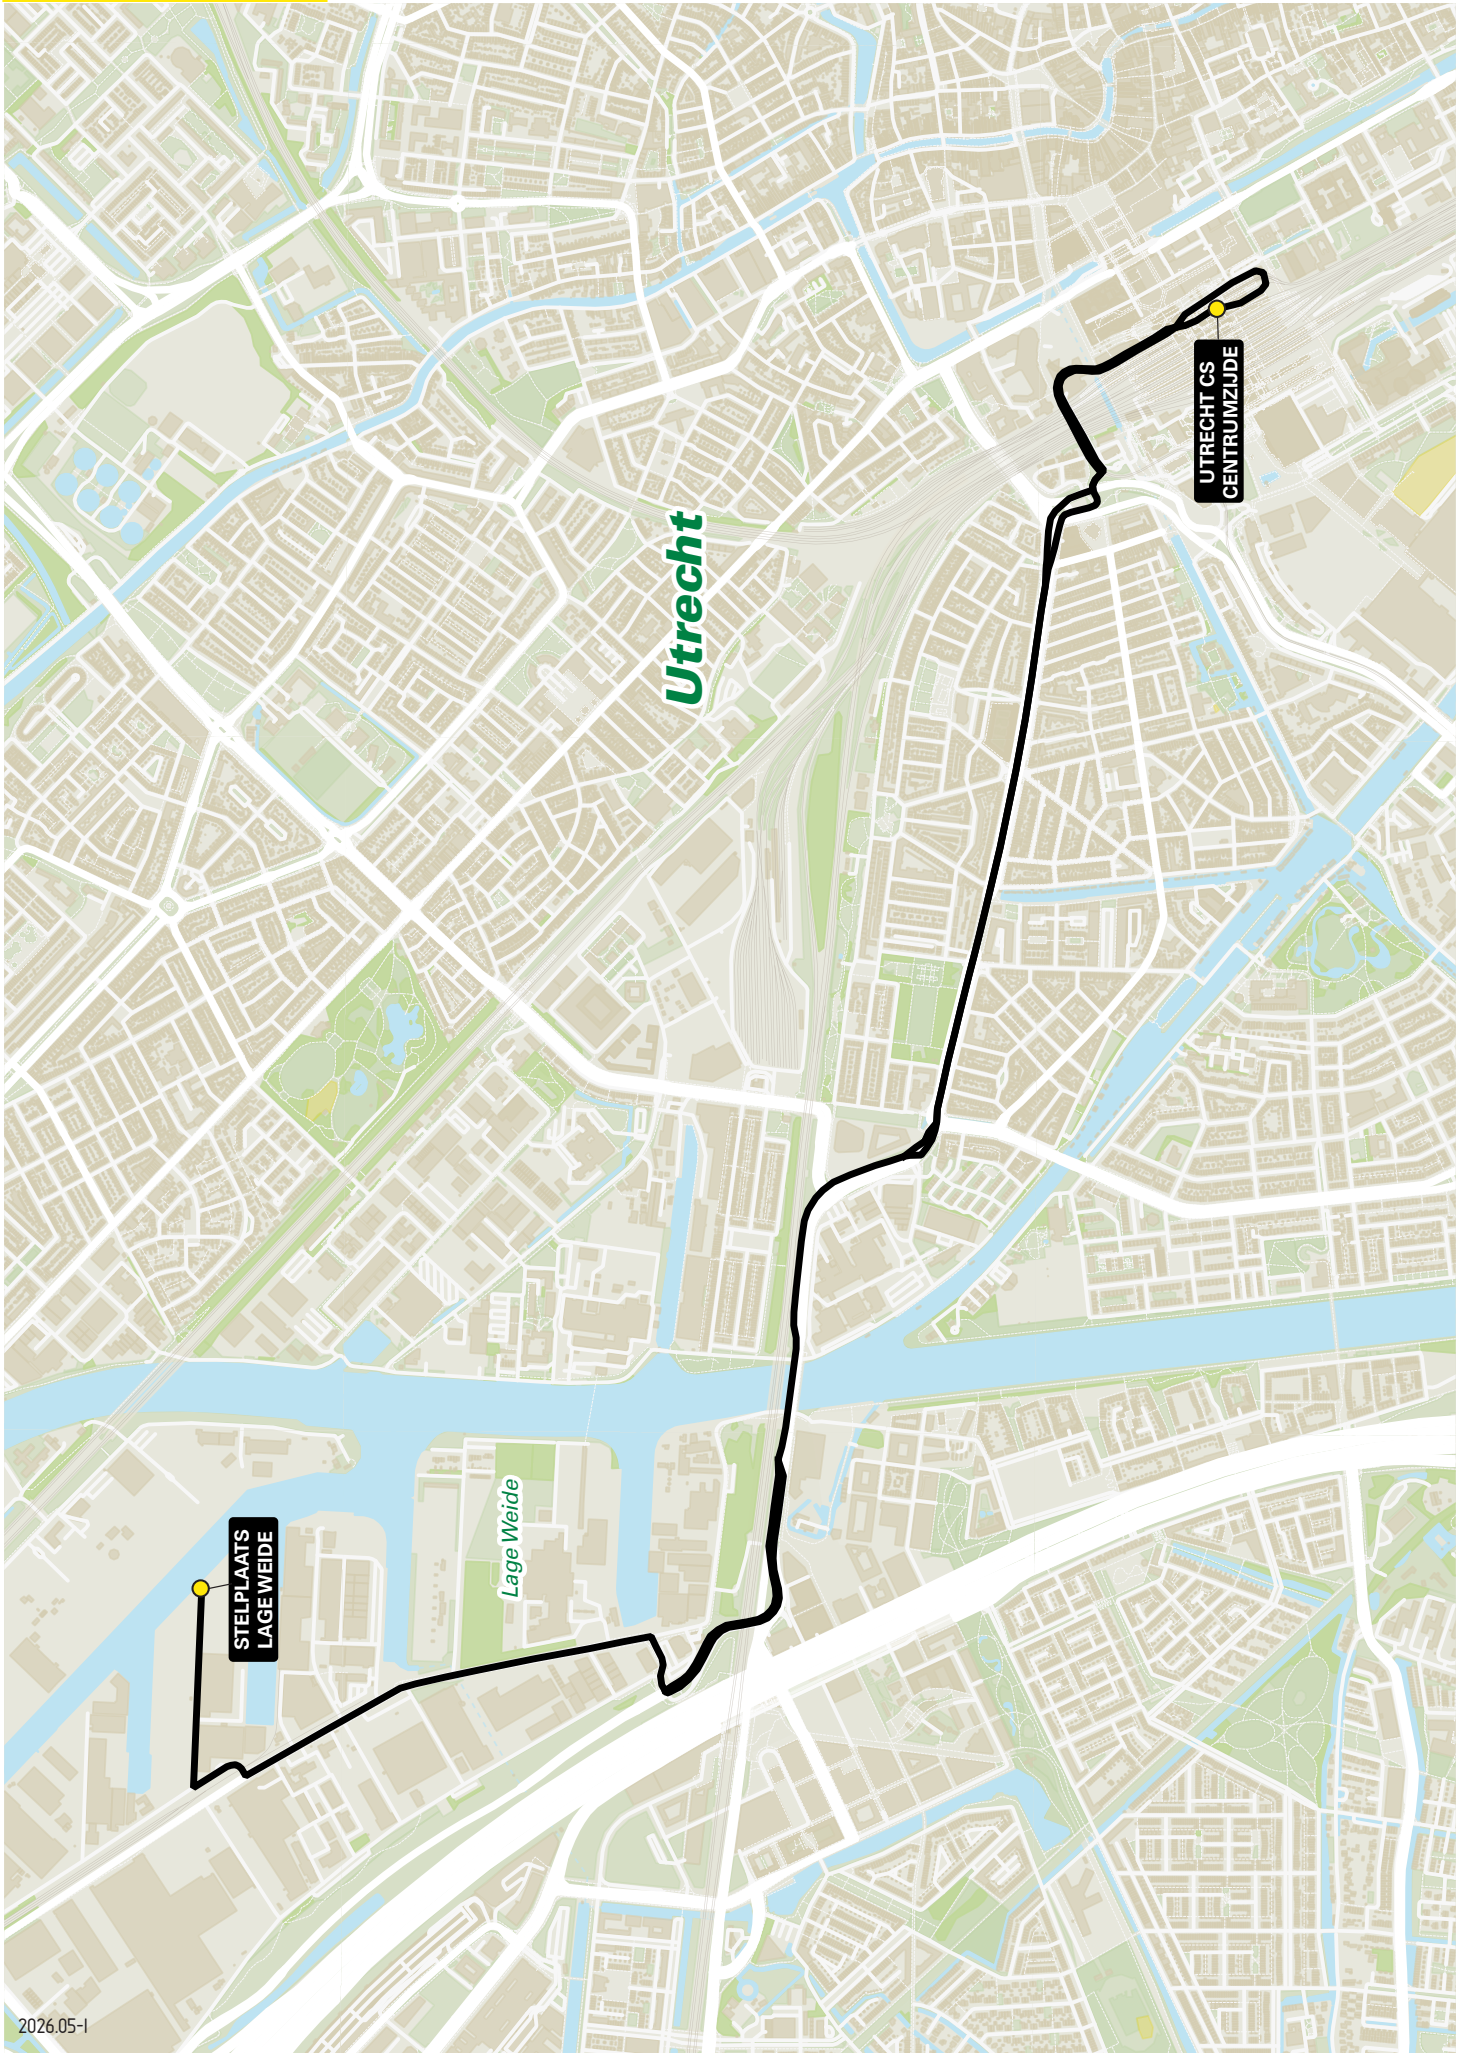 UTRECHT CS
CENTRUMZIJDE
Utrecht
Lage Weide
STELPLAATS
LAGE WEIDE
2026.05-I